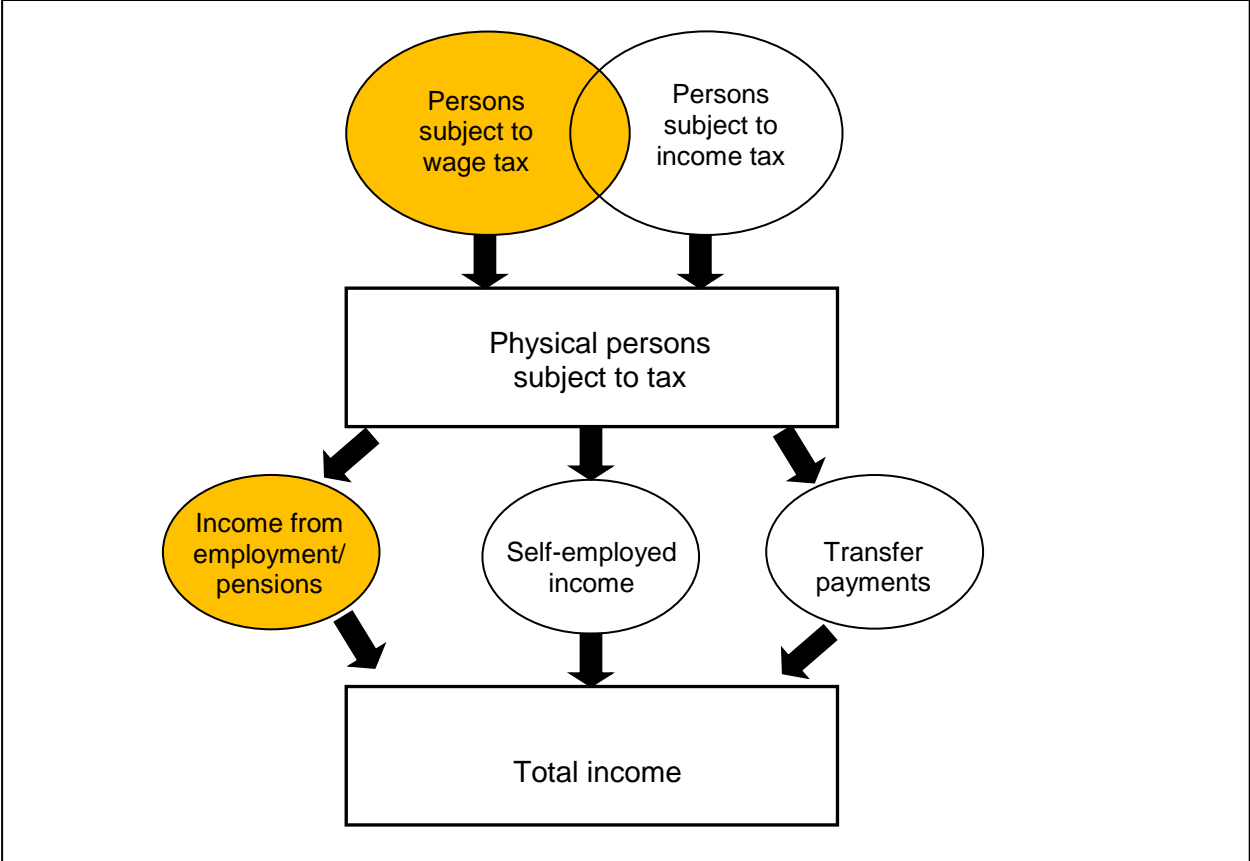 Persons
subject to
wage tax
Persons
subject to
income tax
Physical persons
subject to tax
Income from
employment/
pensions
Self-employed
income
Transfer
payments
Total income